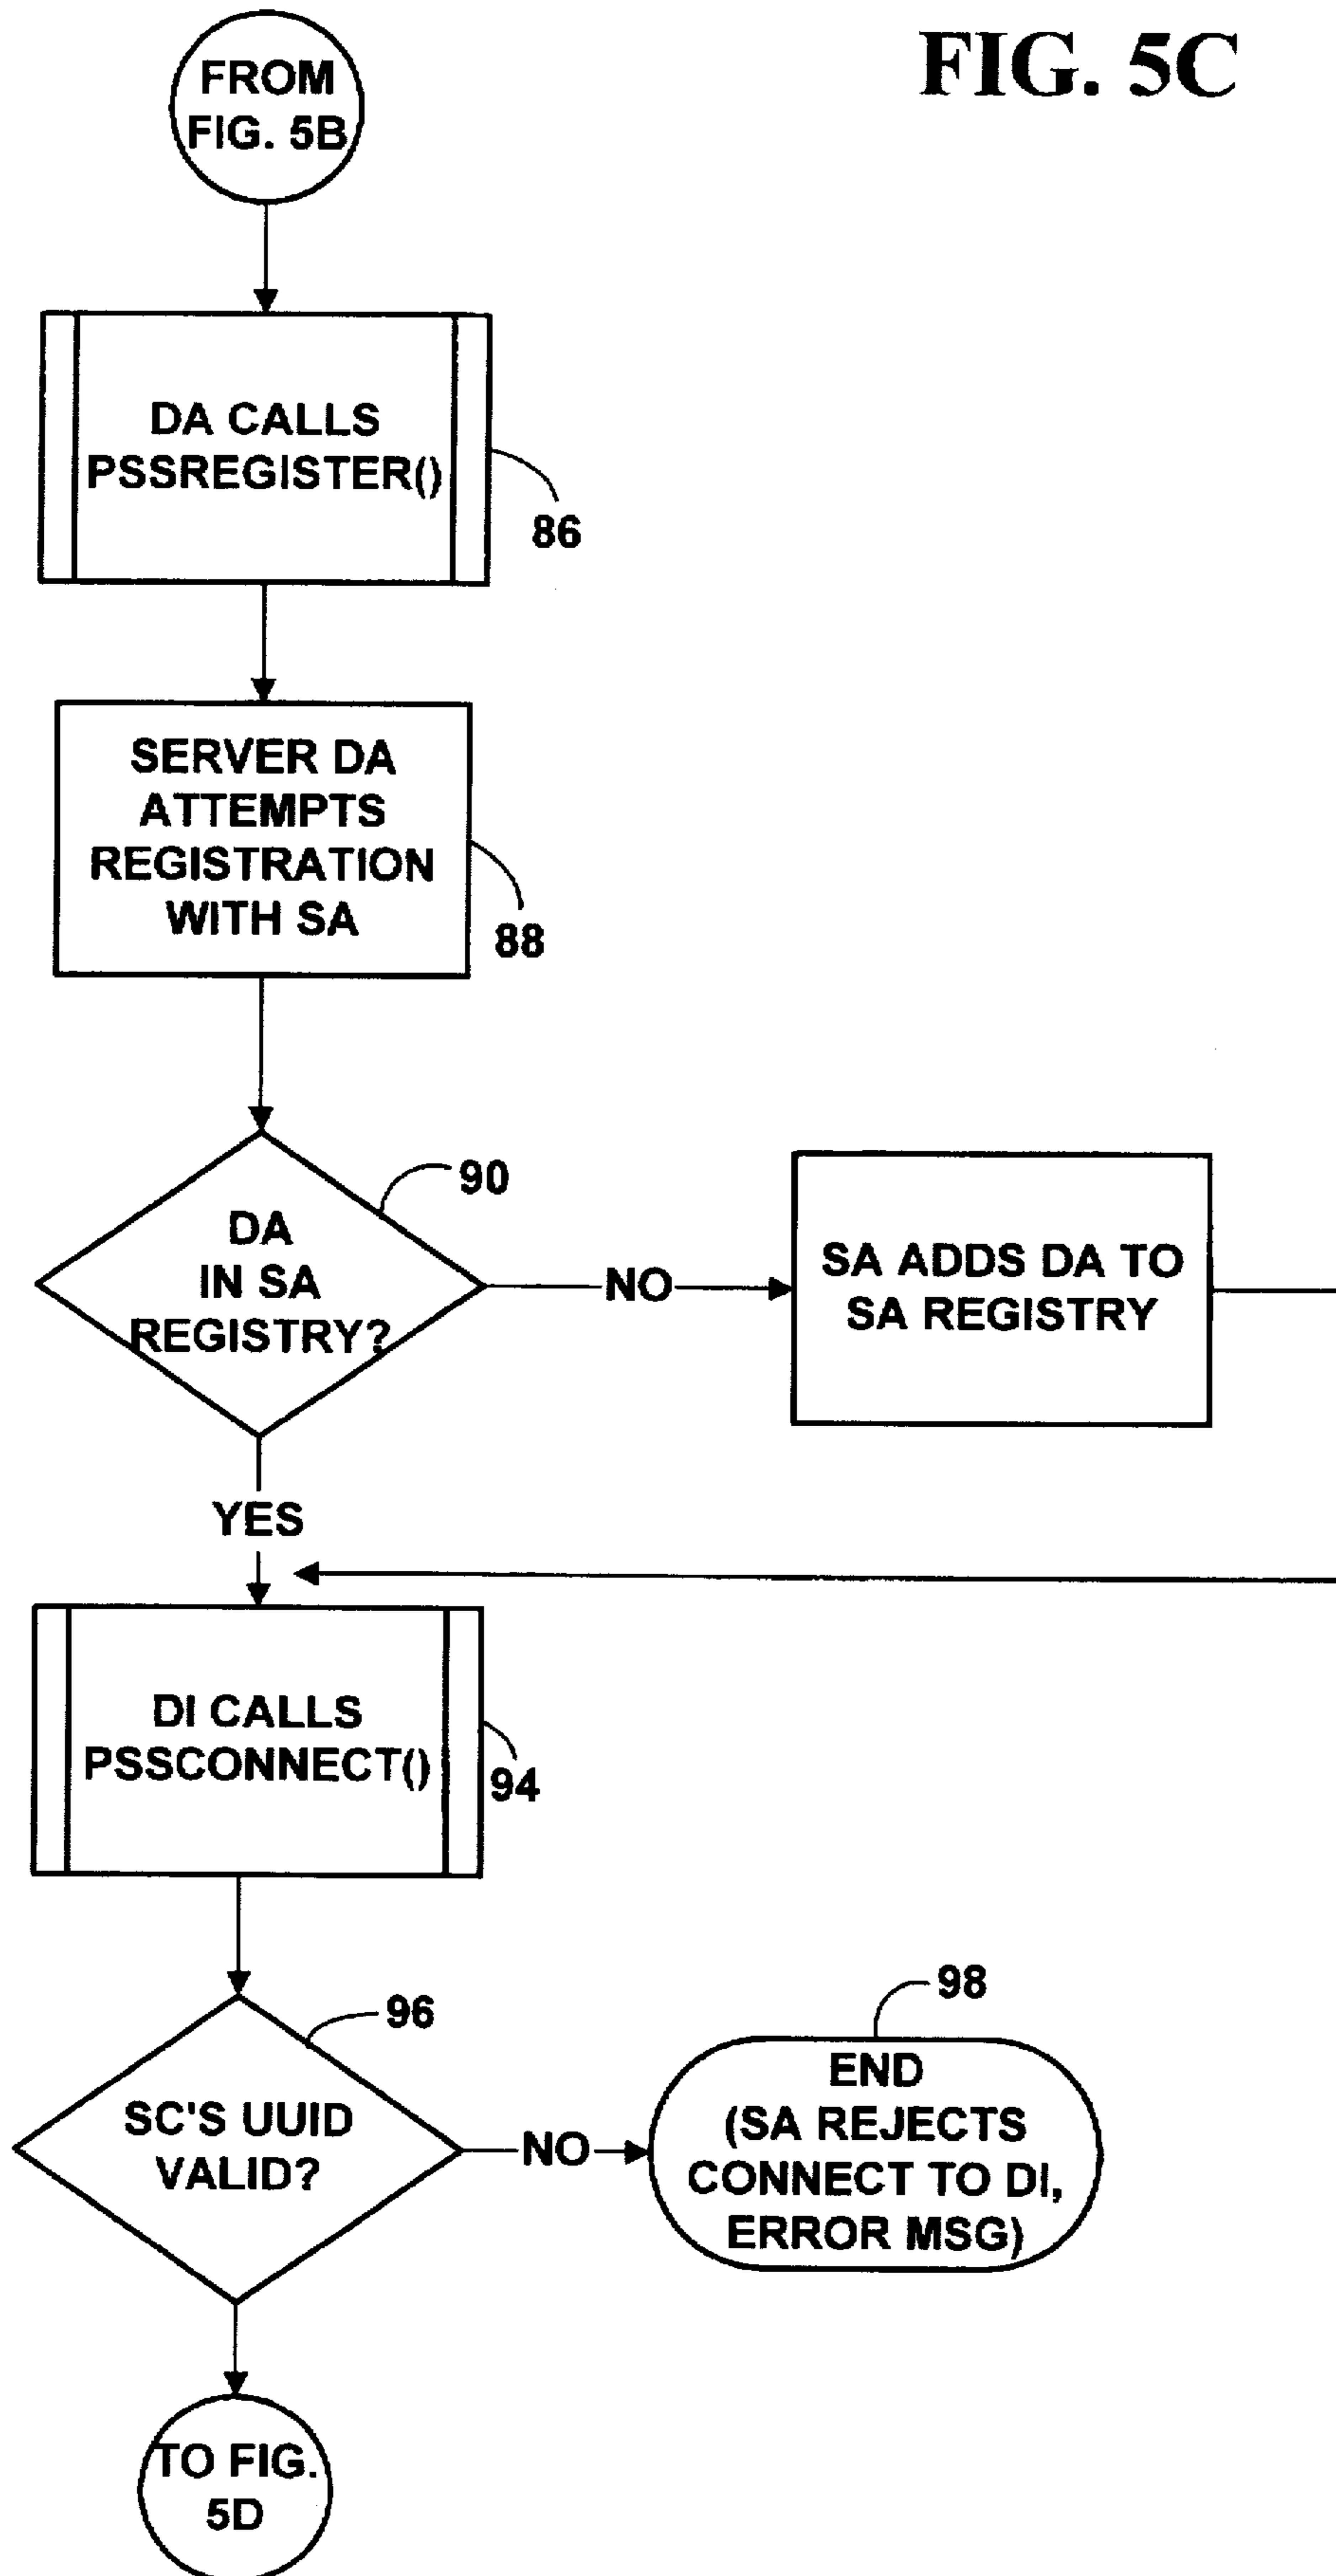 FIG. 5C
FROM
FIG. 5B
DA CALLS
PSSREGISTER()
86
SERVER DA
ATTEMPTS
REGISTRATION
WITH SA
88
90
DA
IN SA
REGISTRY?
NO
SA ADDS DA TO
SA REGISTRY
YES
DI CALLS
PSSCONNECT()
94
96
SC'S UUID
VALID?
NO
98
END
(SA REJECTS
CONNECT TO DI,
ERROR MSG)
TO FIG.
5D